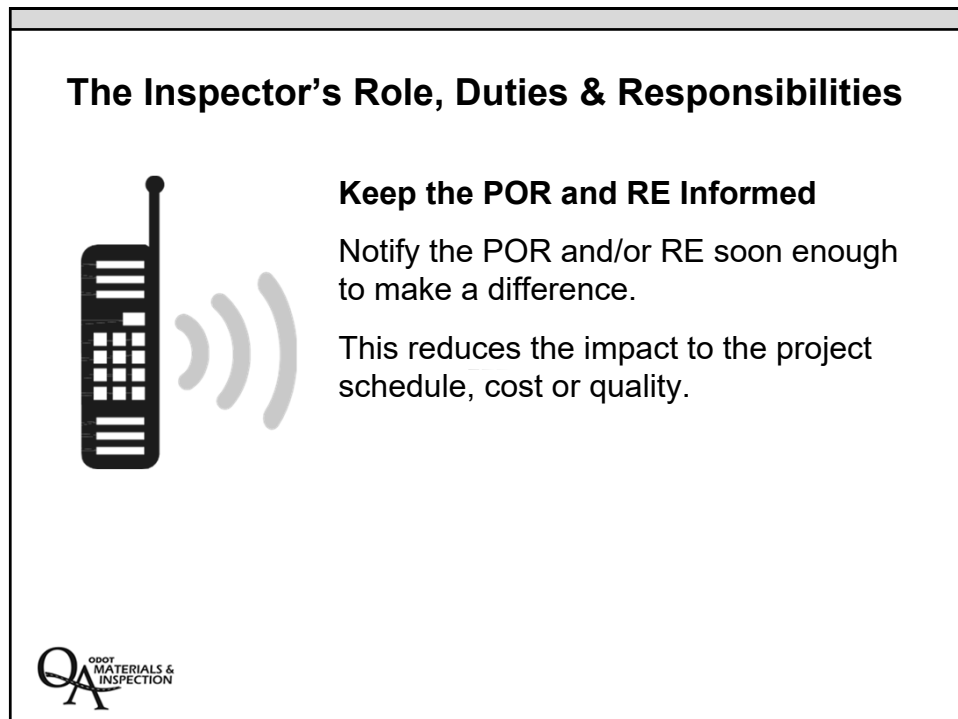 The Inspector’s Role, Duties & Responsibilities
Keep the POR and RE Informed
Notify the POR and/or RE soon enough
to make a difference.
This reduces the impact to the project
schedule, cost or quality.
QA
ODOT
MATERIALS &
INSPECTION